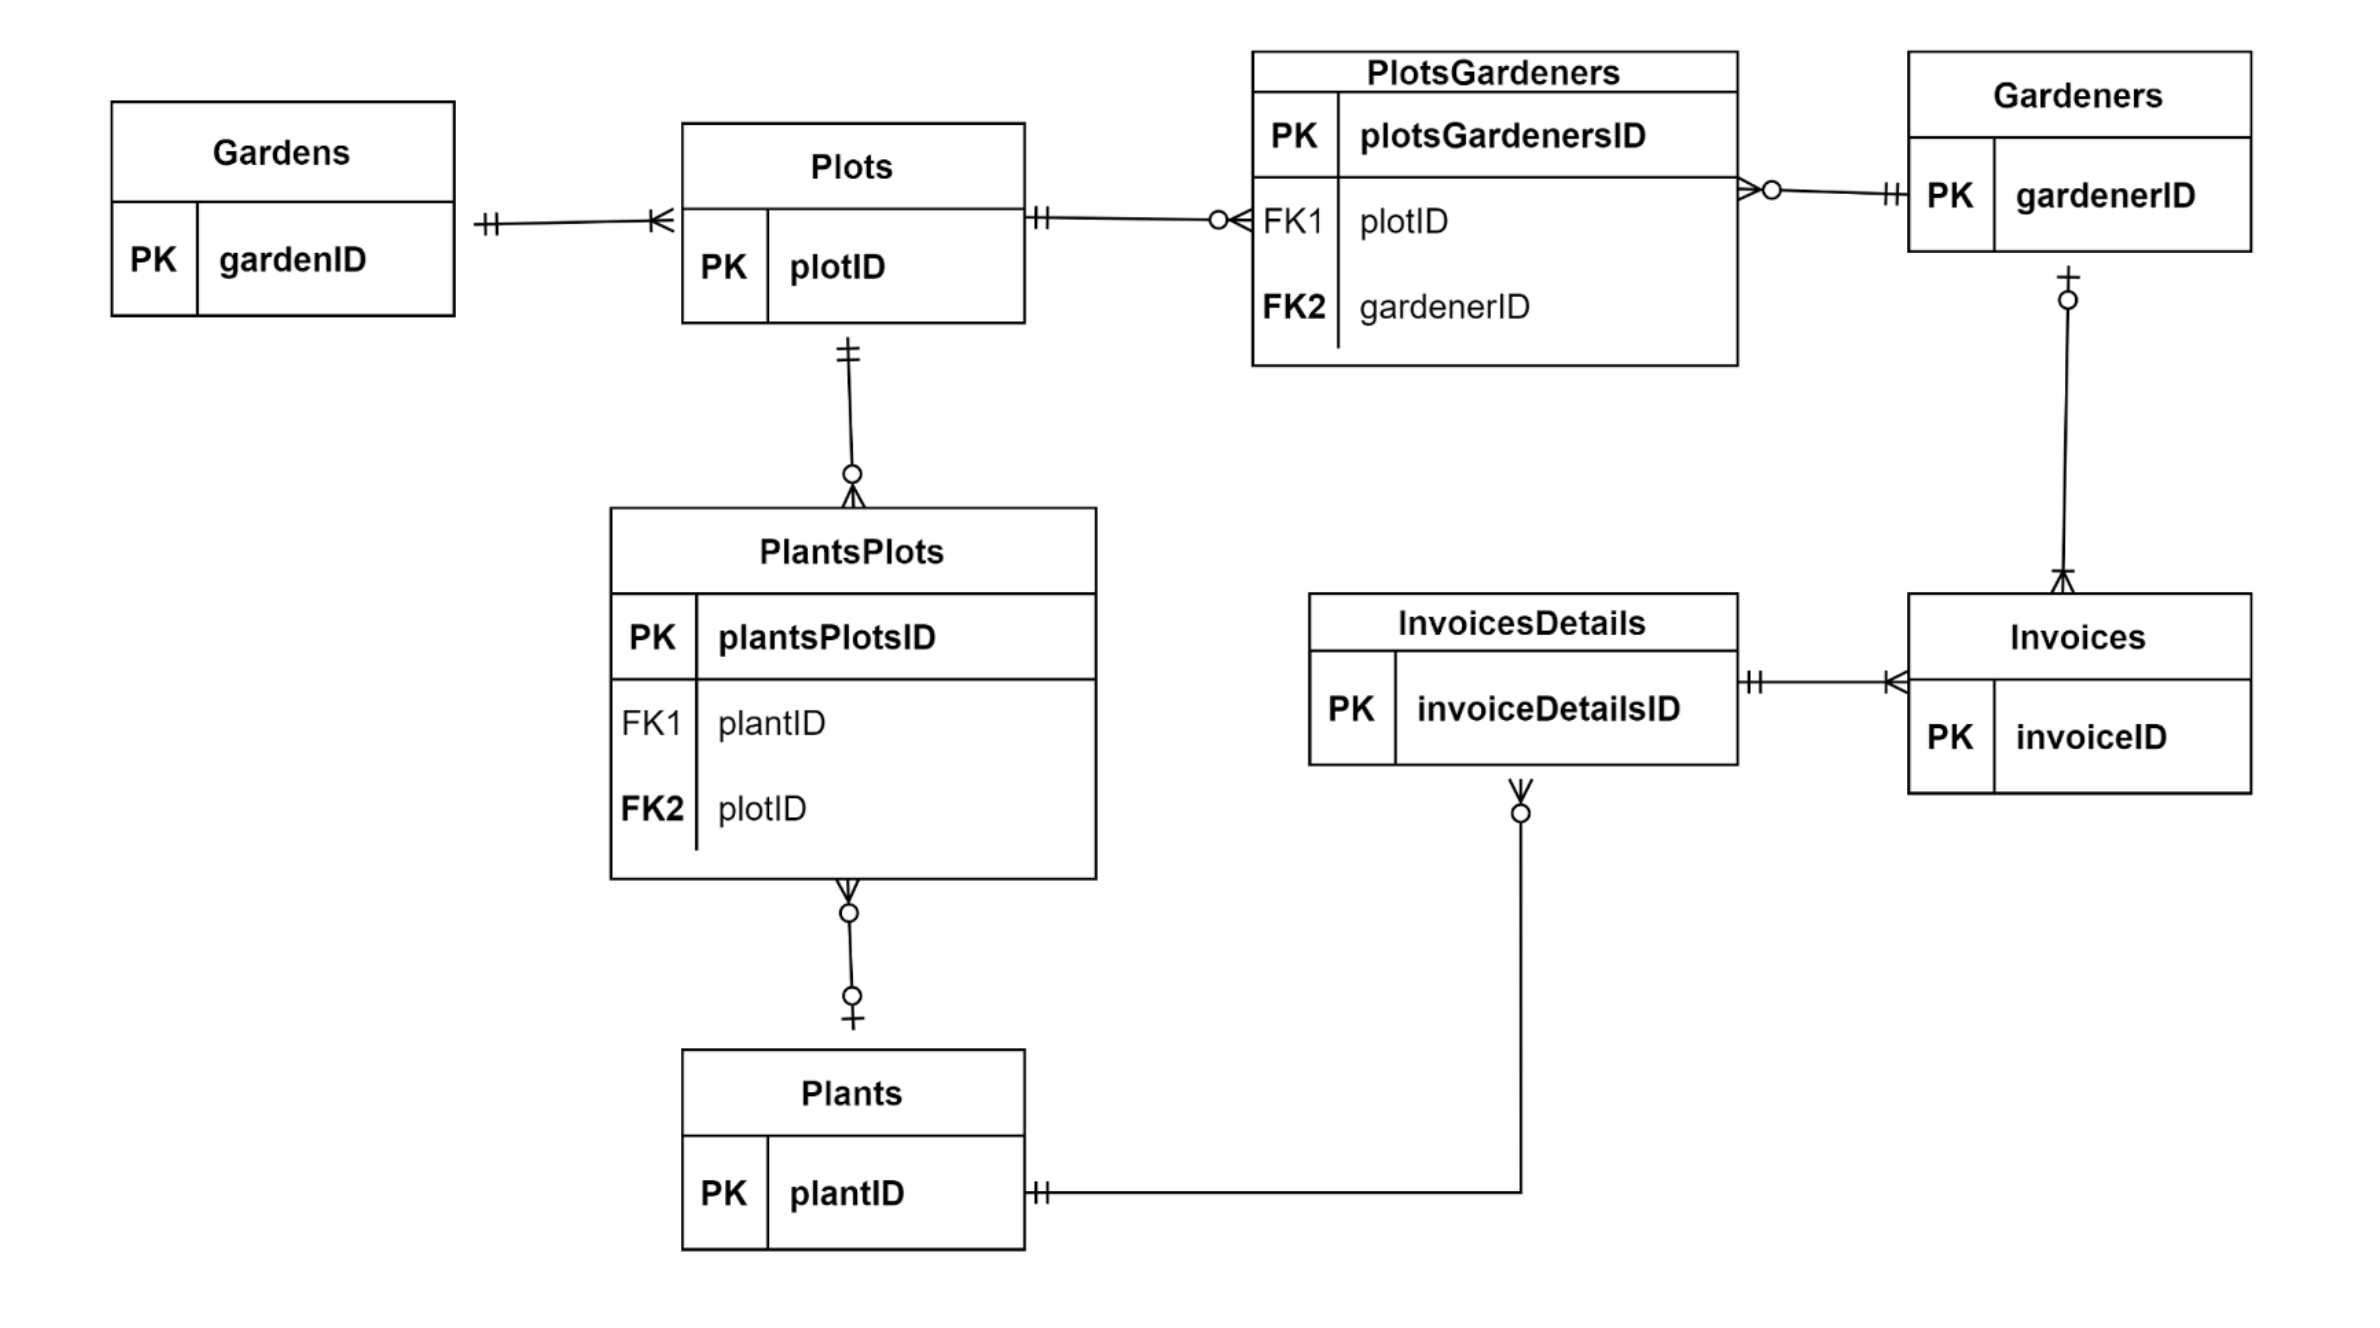 Gardens
PK gardenID
Plots
PK plotID
PlotsGardeners
PK plotsGardenersID
FK1 plotID
FK2 gardenerID
Gardeners
PK gardenerID
PlantsPlots
PK plantsPlotsID
FK1 plantID
FK2 plotID
InvoicesDetails
PK invoiceDetailsID
Invoices
PK invoiceID
Plants
PK plantID